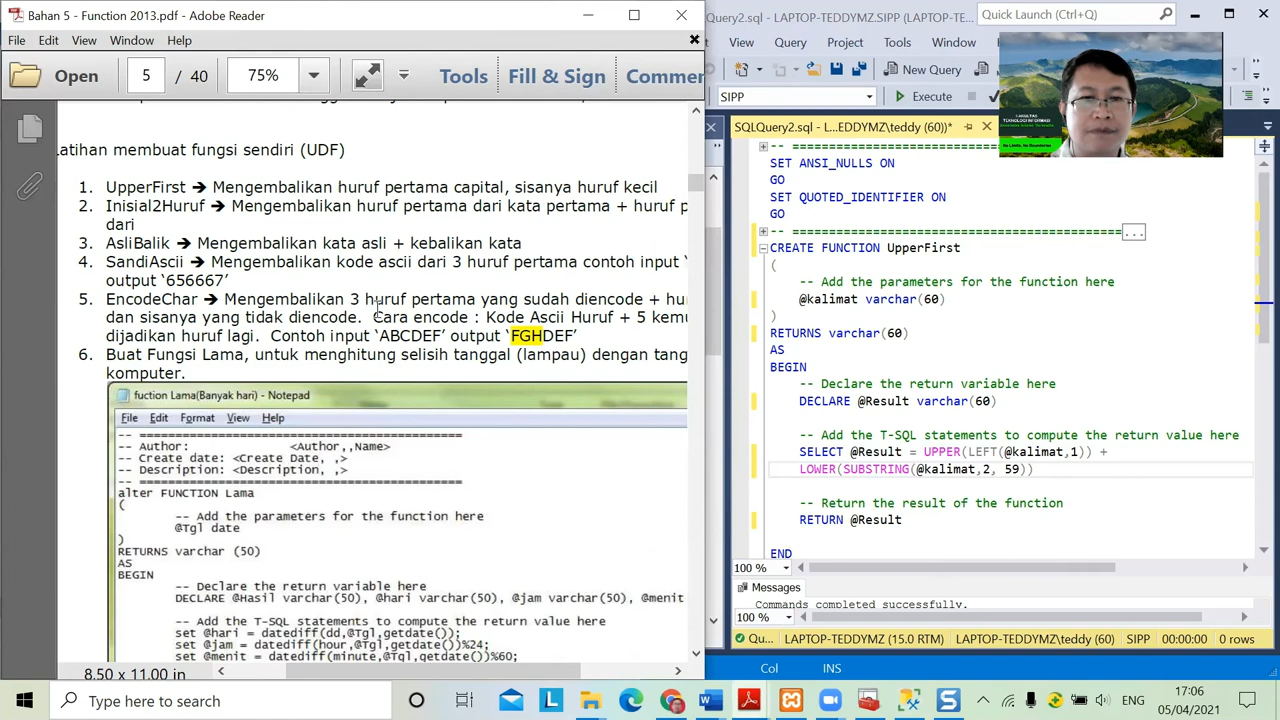 Bahan 5 - Function 2013.pdf - Adobe Reader
File Edit View Window Help
Open 5 / 40 75% Tools Fill & Sign Commer
Latihan membuat fungsi sendiri (UDF)
1. UpperFirst ➔ Mengembalikan huruf pertama capital, sisanya huruf kecil
2. Inisial2Huruf ➔ Mengembalikan huruf pertama dari kata pertama + huruf p
dari
3. AsliBalik ➔ Mengembalikan kata asli + kebalikan kata
4. SandiAscii ➔ Mengembalikan kode ascii dari 3 huruf pertama contoh input '
output '656667'
5. EncodeChar ➔ Mengembalikan 3 huruf pertama yang sudah diencode + hu
dan sisanya yang tidak diencode. Cara encode : Kode Ascii Huruf + 5 kemu
dijadikan huruf lagi. Contoh input 'ABCDEF' output 'FGHDEF'
6. Buat Fungsi Lama, untuk menghitung selisih tanggal (lampau) dengan tang
komputer.
fuction Lama(Banyak hari) - Notepad
File Edit Format View Help
-- =============================================
-- Author: <Author,,Name>
-- Create date: <Create Date, ,>
-- Description: <Description, ,>
-- =============================================
alter FUNCTION Lama
(
-- Add the parameters for the function here
@Tgl date
)
RETURNS varchar (50)
AS
BEGIN
-- Declare the return variable here
DECLARE @Hasil varchar(50), @hari varchar(50), @jam varchar(50), @menit
-- Add the T-SQL statements to compute the return value here
set @hari = datediff(dd,@Tgl,getdate());
set @jam = datediff(hour,@Tgl,getdate())%24;
set @menit = datediff(minute,@Tgl,getdate())%60;
8.50 x 11.00 in
SQLQuery2.sql - LAPTOP-TEDDYMZ.SIPP (LAPTOP-TE...
Quick Launch (Ctrl+Q)
View Query Project Tools Window
New Query
SIPP Execute
FAKULTAS
TEKNOLOGI INFORMASI
SQLQuery2.sql - L...EDDYMZ\teddy (60))*
-- =============================================
SET ANSI_NULLS ON
GO
SET QUOTED_IDENTIFIER ON
GO
-- ============================================= ...
CREATE FUNCTION UpperFirst
(
-- Add the parameters for the function here
@kalimat varchar(60)
)
RETURNS varchar(60)
AS
BEGIN
-- Declare the return variable here
DECLARE @Result varchar(60)
-- Add the T-SQL statements to compute the return value here
SELECT @Result = UPPER(LEFT(@kalimat,1)) +
LOWER(SUBSTRING(@kalimat,2, 59))
-- Return the result of the function
RETURN @Result
END
100 %
Messages
Commands completed successfully.
100 %
Qu... LAPTOP-TEDDYMZ (15.0 RTM) LAPTOP-TEDDYMZ\teddy (60) SIPP 00:00:00 0 rows
Col INS
Type here to search
ENG
17:06
05/04/2021